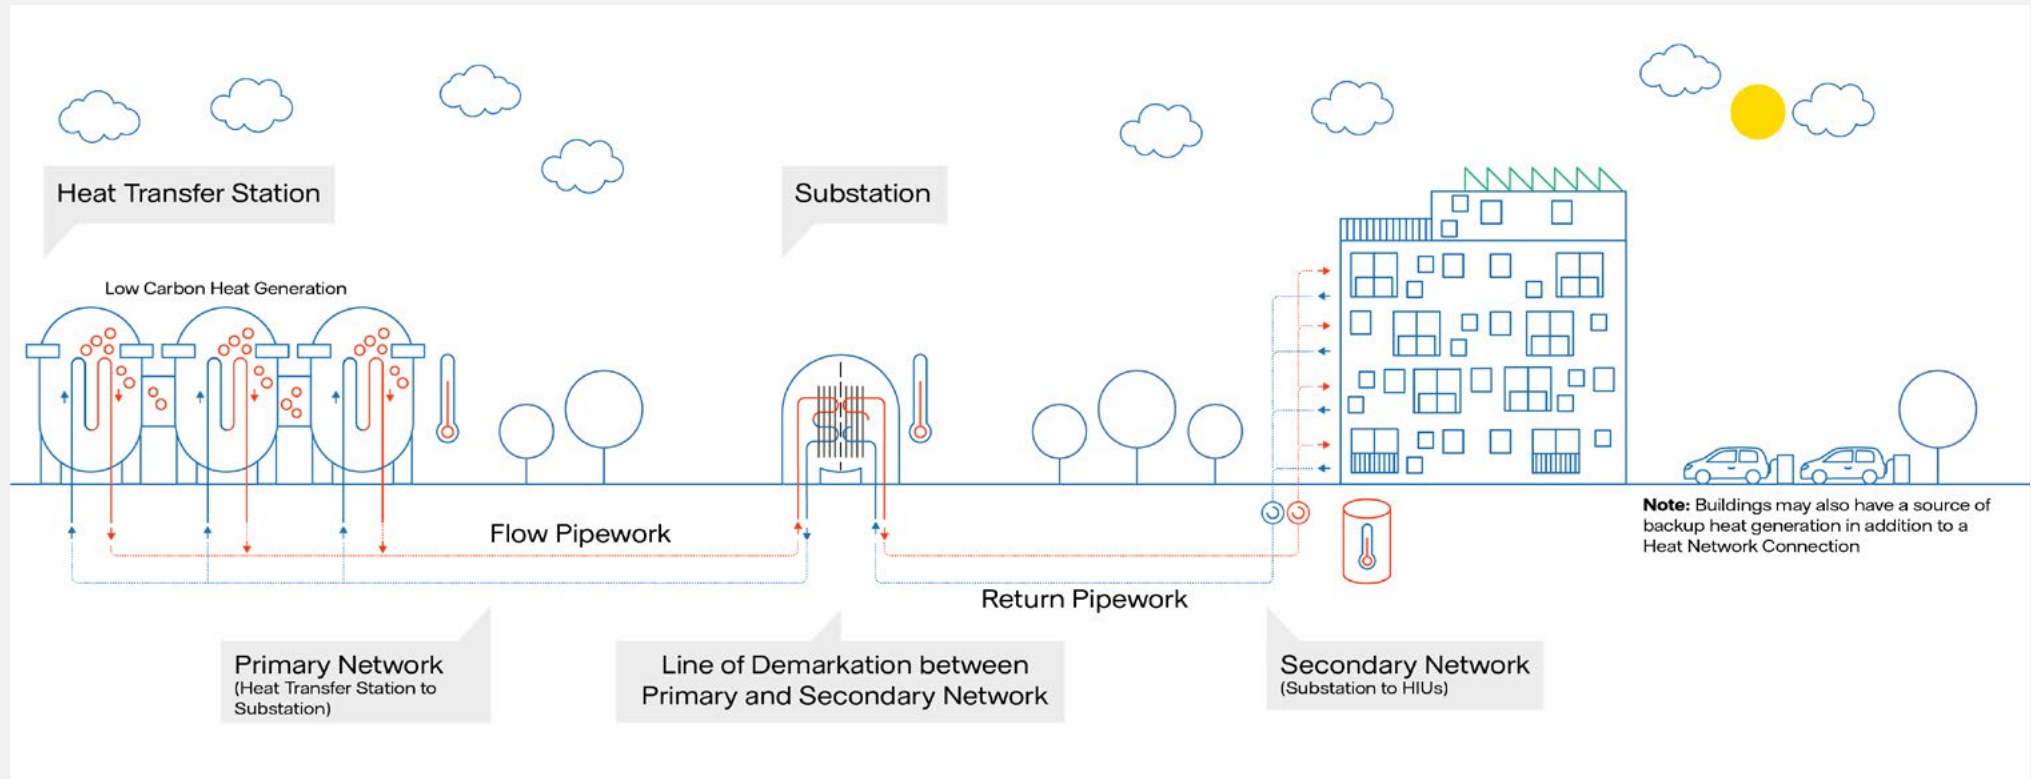 Heat Transfer Station
Substation
Low Carbon Heat Generation
Flow Pipework
Note: Buildings may also have a source of
backup heat generation in addition to a
Heat Network Connection
Return Pipework
Primary Network
(Heat Transfer Station to
Substation)
Line of Demarkation between
Primary and Secondary Network
Secondary Network
(Substation to HIUs)